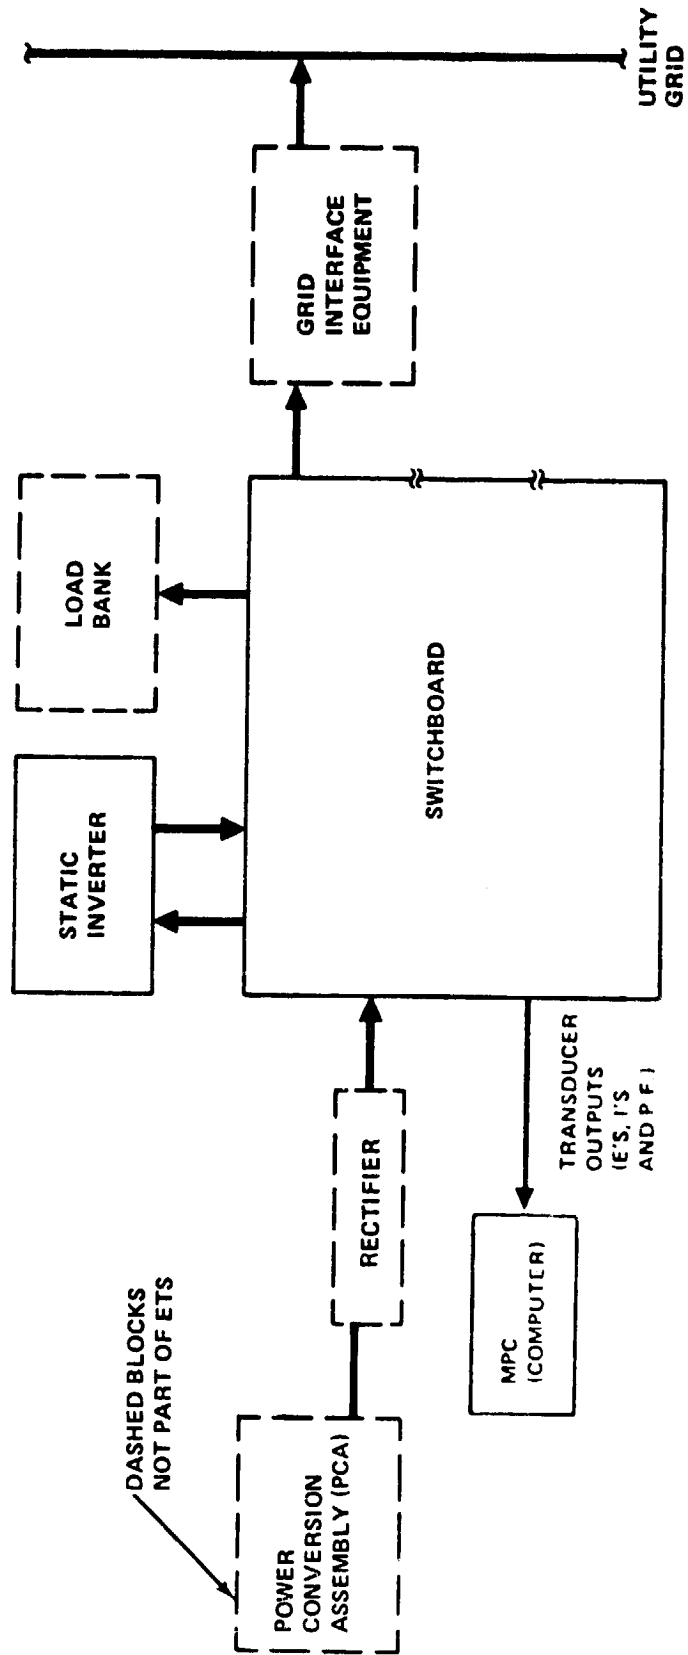 DASHED BLOCKS
NOT PART OF ETS
POWER
CONVERSION
ASSEMBLY (PCA)
RECTIFIER
STATIC
INVERTER
LOAD
BANK
SWITCHBOARD
GRID
INTERFACE
EQUIPMENT
UTILITY
GRID
MPC
(COMPUTER)
TRANSDUCER
OUTPUTS
(E'S, I'S
AND P.F.)